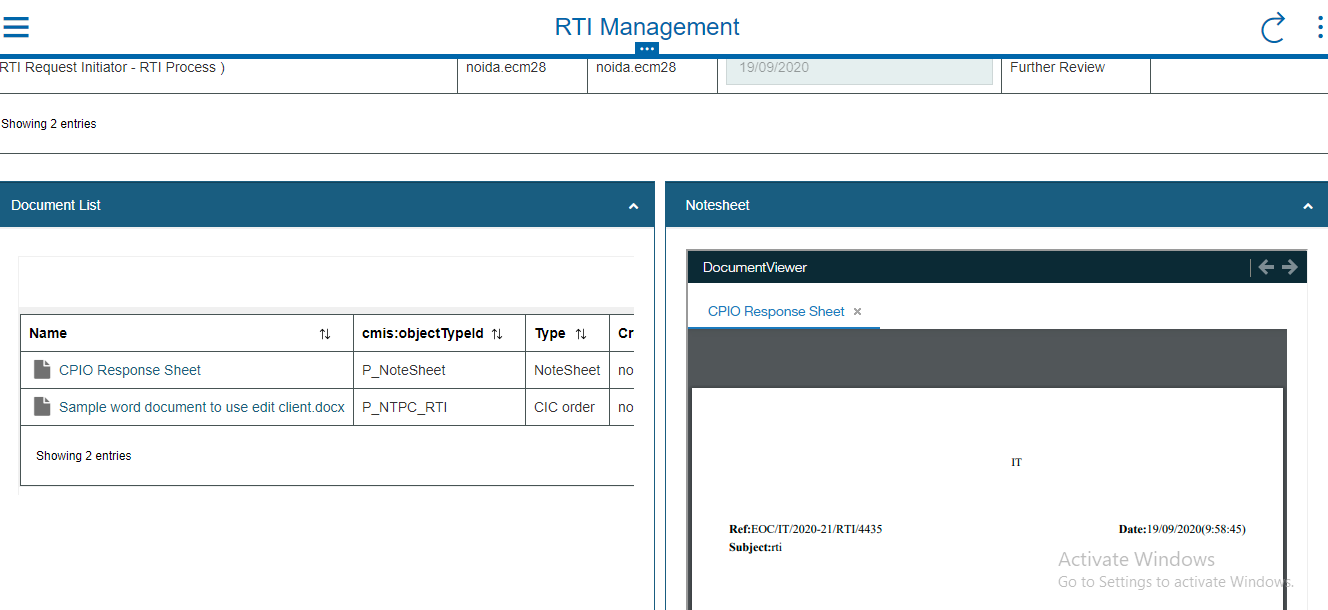 RTI Management
RTI Request Initiator - RTI Process ) noida.ecm28 noida.ecm28 19/09/2020 Further Review
Showing 2 entries
Document List
Name cmis:objectTypeId Type Cr
CPIO Response Sheet P_NoteSheet NoteSheet no
Sample word document to use edit client.docx P_NTPC_RTI CIC order no
Showing 2 entries
Notesheet
DocumentViewer
CPIO Response Sheet ×
IT
Ref:EOC/IT/2020-21/RTI/4435 Date:19/09/2020(9:58:45)
Subject:rti
Activate Windows
Go to Settings to activate Windows.